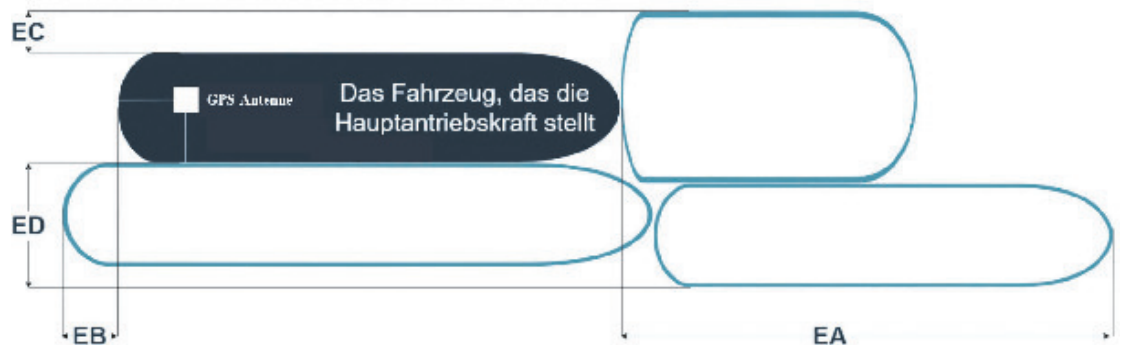 EC
GPS Antenne
Das Fahrzeug, das die
Hauptantriebskraft stellt
ED
EB
EA